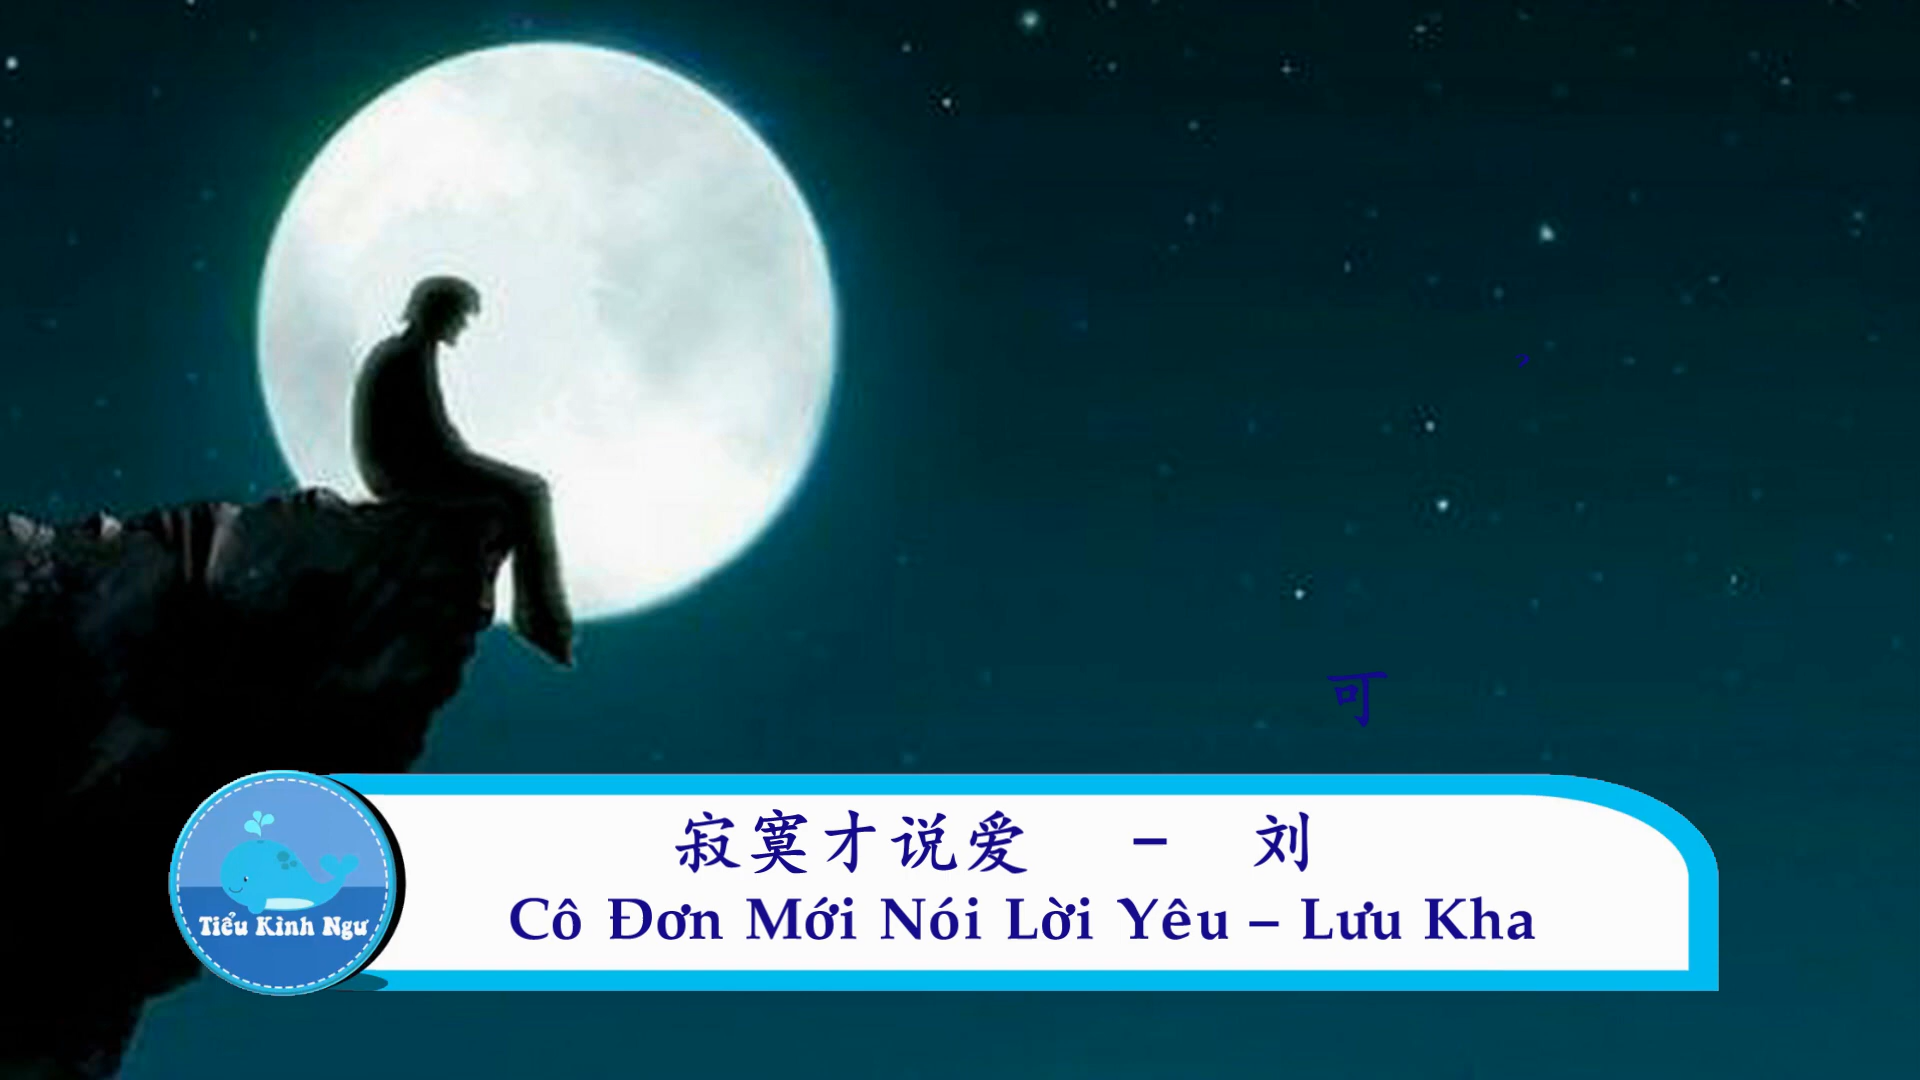 可
寂寞才说爱 - 刘
Cô Đơn Mới Nói Lời Yêu – Lưu Kha
Tiểu Kình Ngư